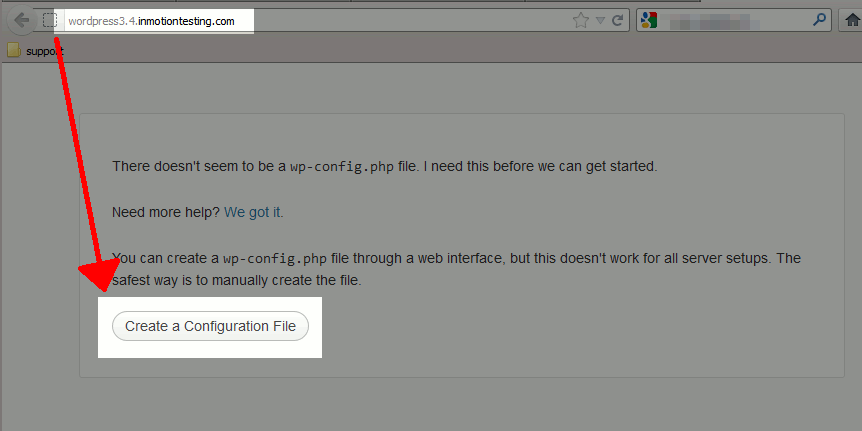 wordpress3.4.inmotiontesting.com
support
There doesn't seem to be a wp-config.php file. I need this before we can get started.
Need more help? We got it.
You can create a wp-config.php file through a web interface, but this doesn't work for all server setups. The
safest way is to manually create the file.
Create a Configuration File